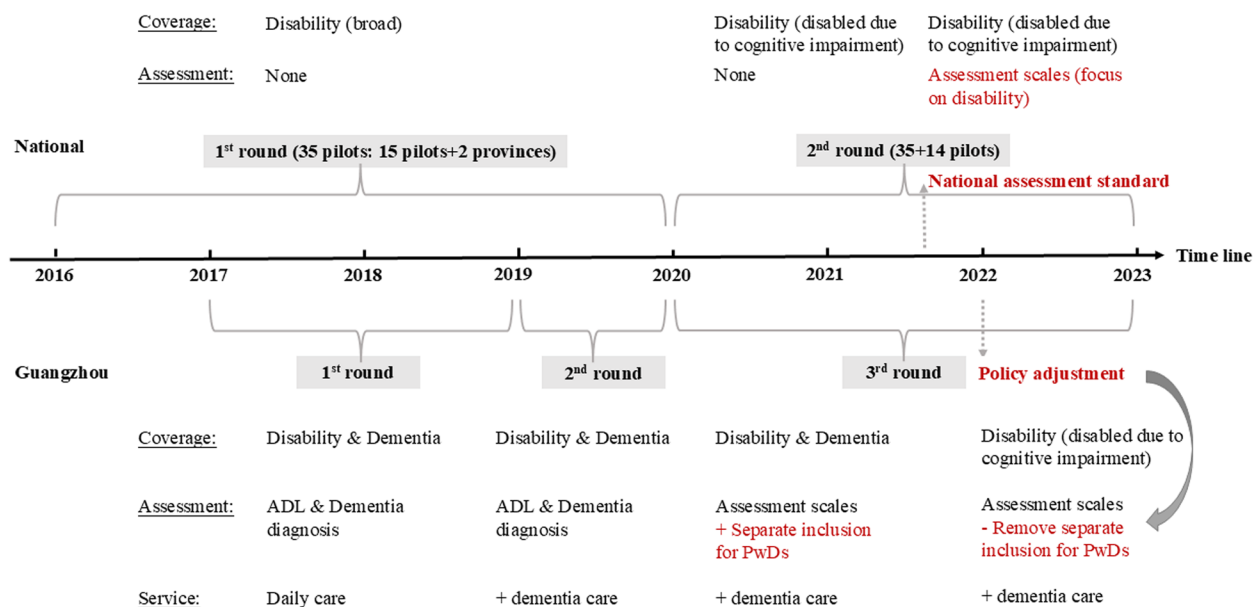 Coverage: Disability (broad) Disability (disabled due Disability (disabled due
to cognitive impairment) to cognitive impairment)
Assessment: None None Assessment scales (focus
on disability)
National 1st round (35 pilots: 15 pilots+2 provinces) 2nd round (35+14 pilots)
National assessment standard
Time line
2016 2017 2018 2019 2020 2021 2022 2023
Guangzhou 1st round 2nd round 3rd round Policy adjustment
Coverage: Disability & Dementia Disability & Dementia Disability & Dementia Disability (disabled due to
cognitive impairment)
Assessment: ADL & Dementia ADL & Dementia Assessment scales Assessment scales
diagnosis diagnosis + Separate inclusion - Remove separate
for PwDs inclusion for PwDs
Service: Daily care + dementia care + dementia care + dementia care